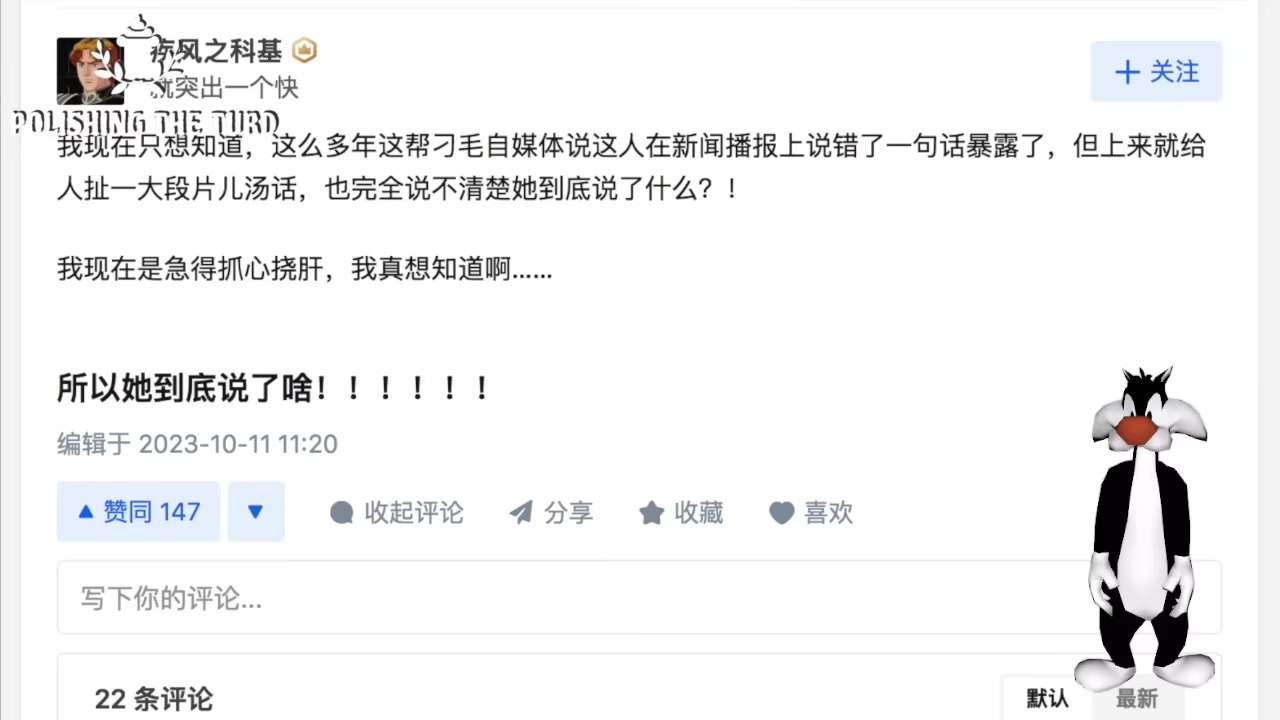 疾风之科基
就突出一个快
+ 关注
POLISHING THE TURD
我现在只想知道，这么多年这帮刁毛自媒体说这人在新闻播报上说错了一句话暴露了，但上来就给
人扯一大段片儿汤话，也完全说不清楚她到底说了什么？！
我现在是急得抓心挠肝，我真想知道啊……
所以她到底说了啥！！！！！！
编辑于 2023-10-11 11:20
赞同 147
收起评论
分享
收藏
喜欢
写下你的评论...
22 条评论
默认
最新